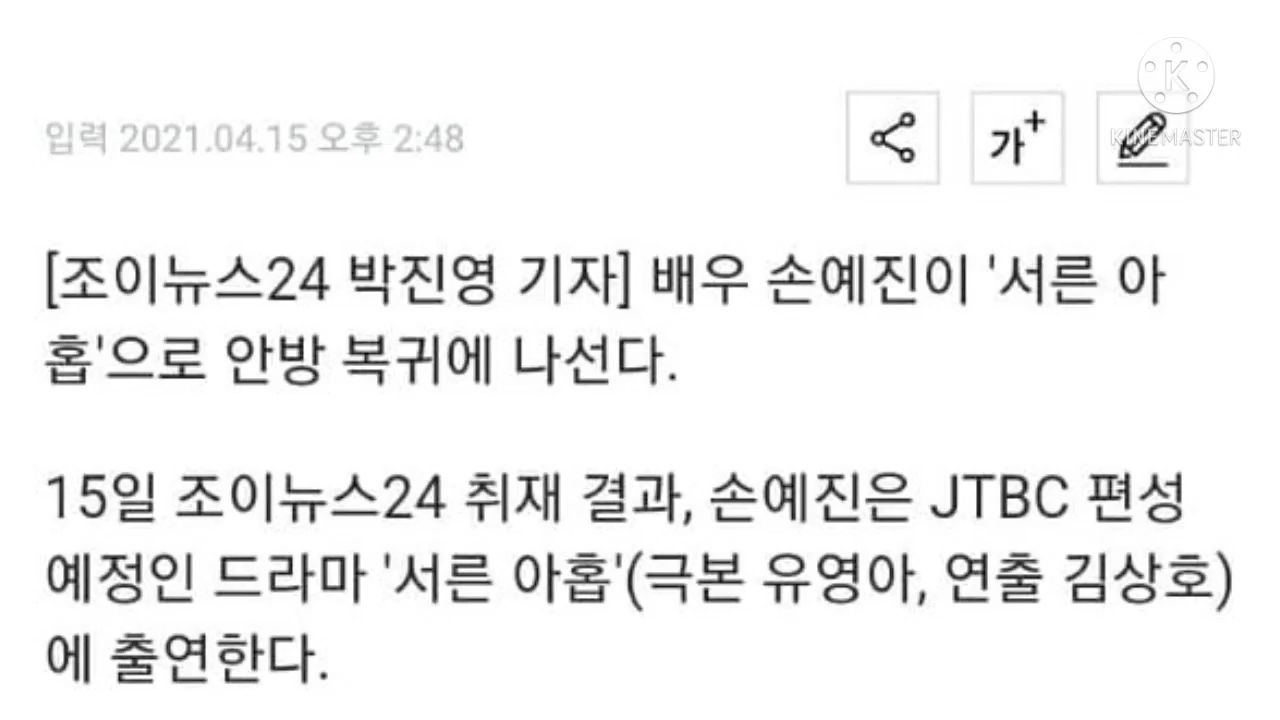 입력 2021.04.15 오후 2:48
가+
K
KINEMASTER
[조이뉴스24 박진영 기자] 배우 손예진이 '서른 아
홉'으로 안방 복귀에 나선다.
15일 조이뉴스24 취재 결과, 손예진은 JTBC 편성
예정인 드라마 '서른 아홉'(극본 유영아, 연출 김상호)
에 출연한다.